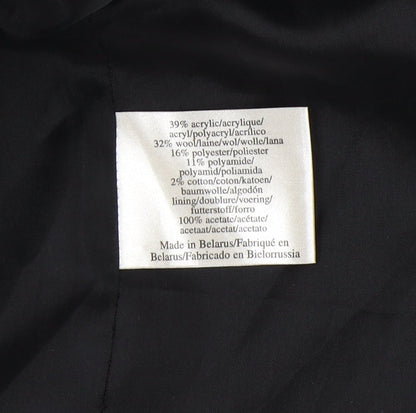 39% acrylic/acrylique/
acryl/polyacryl/acrílico
32% wool/laine/wol/wolle/lana
16% polyester/poliester
11% polyamide/
polyamid/poliamida
2% cotton/coton/katoen/
baumwolle/algodón
lining/doublure/voering/
futterstoff/forro
100% acetate/acétate/
acetaat/acetat/acetato
Made in Belarus/Fabriqué en
Belarus/Fabricado en Bielorrussia